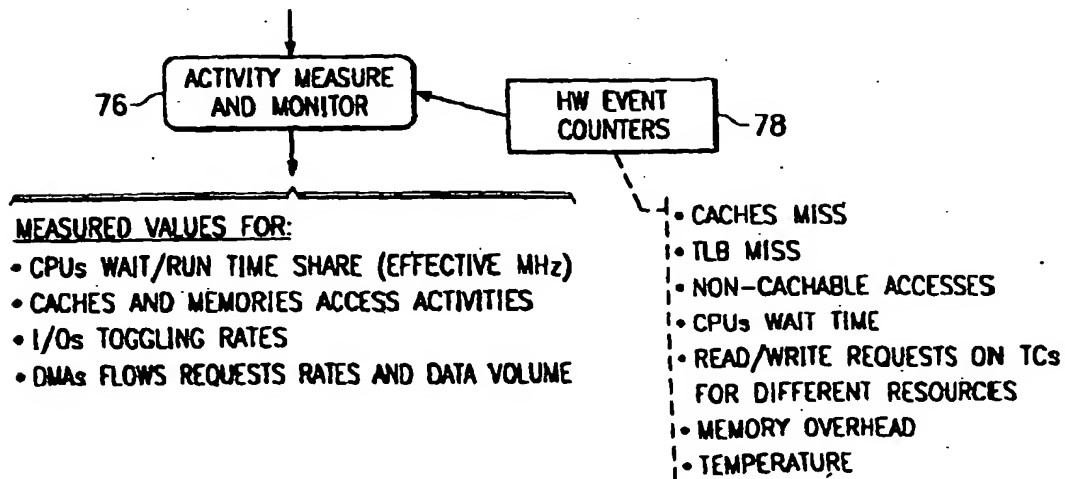 ACTIVITY MEASURE
AND MONITOR
76
HW EVENT
COUNTERS
78
MEASURED VALUES FOR:
• CPUs WAIT/RUN TIME SHARE (EFFECTIVE MHz)
• CACHES AND MEMORIES ACCESS ACTIVITIES
• I/Os TOGGLING RATES
• DMAs FLOWS REQUESTS RATES AND DATA VOLUME
• CACHES MISS
• TLB MISS
• NON-CACHABLE ACCESSES
• CPUs WAIT TIME
• READ/WRITE REQUESTS ON TCs
FOR DIFFERENT RESOURCES
• MEMORY OVERHEAD
• TEMPERATURE